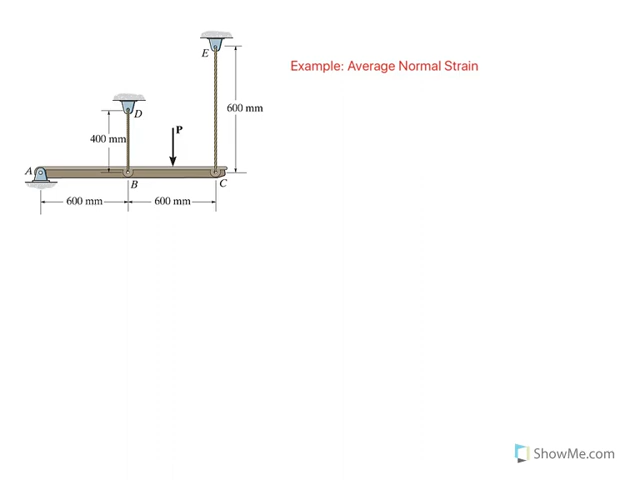 E
Example: Average Normal Strain
600 mm
D
P
400 mm
A
B
C
600 mm
600 mm
ShowMe.com